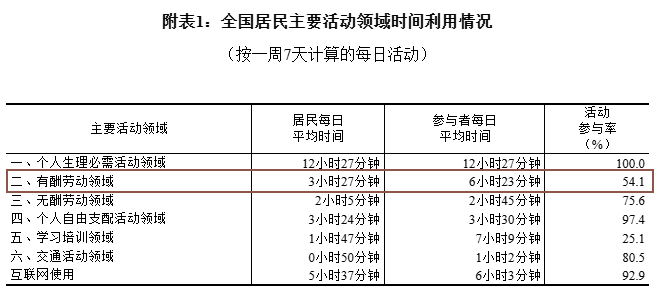 附表1：全国居民主要活动领域时间利用情况
（按一周7天计算的每日活动）
主要活动领域 居民每日平均时间 参与者每日平均时间 活动参与率（%）
一、个人生理必需活动领域 12小时27分钟 12小时27分钟 100.0
二、有酬劳动领域 3小时27分钟 6小时23分钟 54.1
三、无酬劳动领域 2小时5分钟 2小时45分钟 75.6
四、个人自由支配活动领域 3小时24分钟 3小时30分钟 97.4
五、学习培训领域 1小时47分钟 7小时9分钟 25.1
六、交通活动领域 0小时50分钟 1小时2分钟 80.5
互联网使用 5小时37分钟 6小时3分钟 92.9